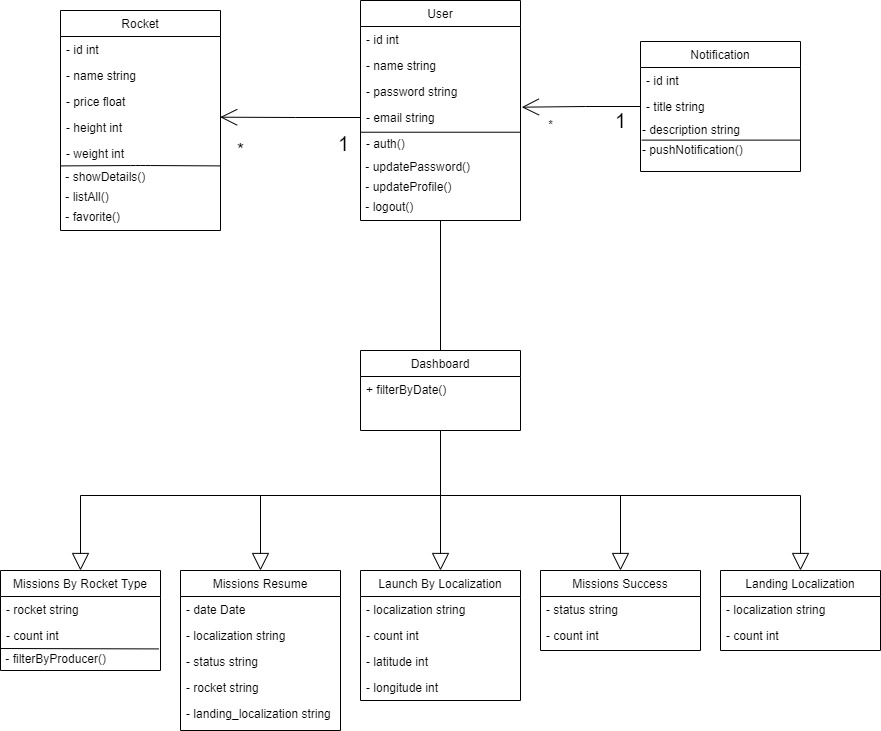 Rocket
- id int
- name string
- price float
- height int
- weight int
- showDetails()
- listAll()
- favorite()
*
1
User
- id int
- name string
- password string
- email string
- auth()
- updatePassword()
- updateProfile()
- logout()
*
1
Notification
- id int
- title string
- description string
- pushNotification()
Dashboard
+ filterByDate()
Missions By Rocket Type
- rocket string
- count int
- filterByProducer()
Missions Resume
- date Date
- localization string
- status string
- rocket string
- landing_localization string
Launch By Localization
- localization string
- count int
- latitude int
- longitude int
Missions Success
- status string
- count int
Landing Localization
- localization string
- count int